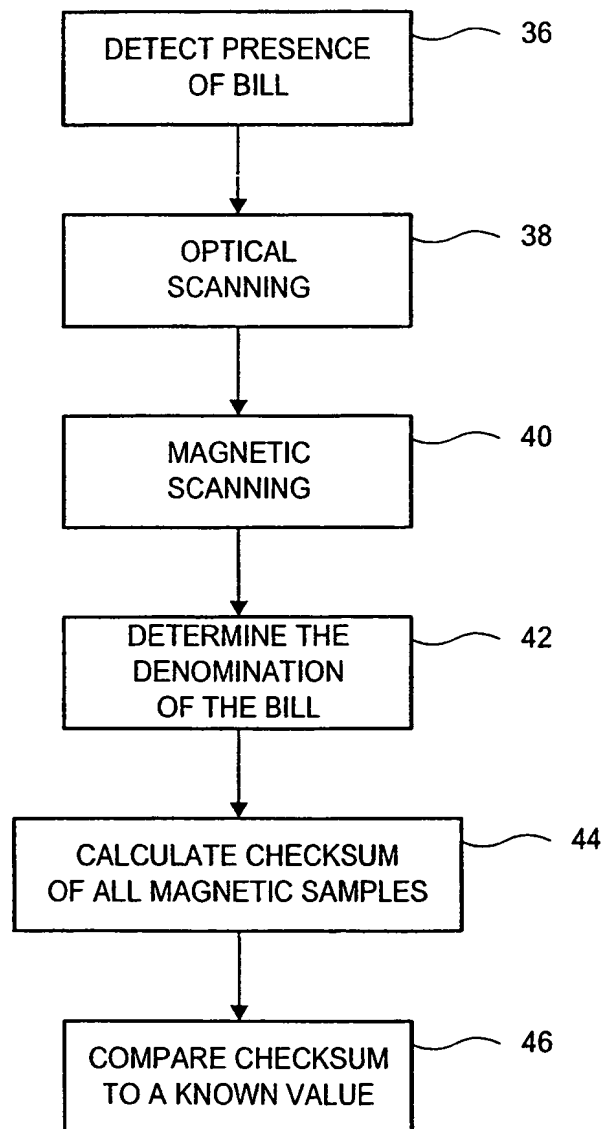 DETECT PRESENCE
OF BILL
36
OPTICAL
SCANNING
38
MAGNETIC
SCANNING
40
DETERMINE THE
DENOMINATION
OF THE BILL
42
CALCULATE CHECKSUM
OF ALL MAGNETIC SAMPLES
44
COMPARE CHECKSUM
TO A KNOWN VALUE
46